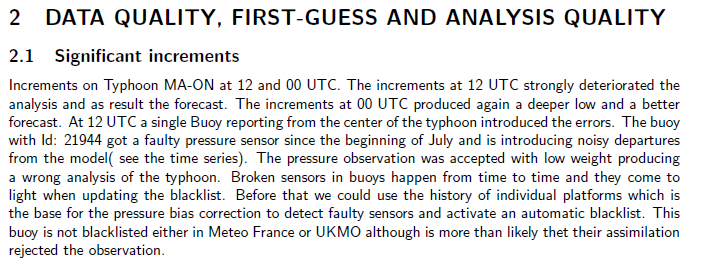 2 DATA QUALITY, FIRST-GUESS AND ANALYSIS QUALITY
2.1 Significant increments
Increments on Typhoon MA-ON at 12 and 00 UTC. The increments at 12 UTC strongly deteriorated the
analysis and as result the forecast. The increments at 00 UTC produced again a deeper low and a better
forecast. At 12 UTC a single Buoy reporting from the center of the typhoon introduced the errors. The buoy
with Id: 21944 got a faulty pressure sensor since the beginning of July and is introducing noisy departures
from the model( see the time series). The pressure observation was accepted with low weight producing
a wrong analysis of the typhoon. Broken sensors in buoys happen from time to time and they come to
light when updating the blacklist. Before that we could use the history of individual platforms which is
the base for the pressure bias correction to detect faulty sensors and activate an automatic blacklist. This
buoy is not blacklisted either in Meteo France or UKMO although is more than likely thet their assimilation
rejected the observation.